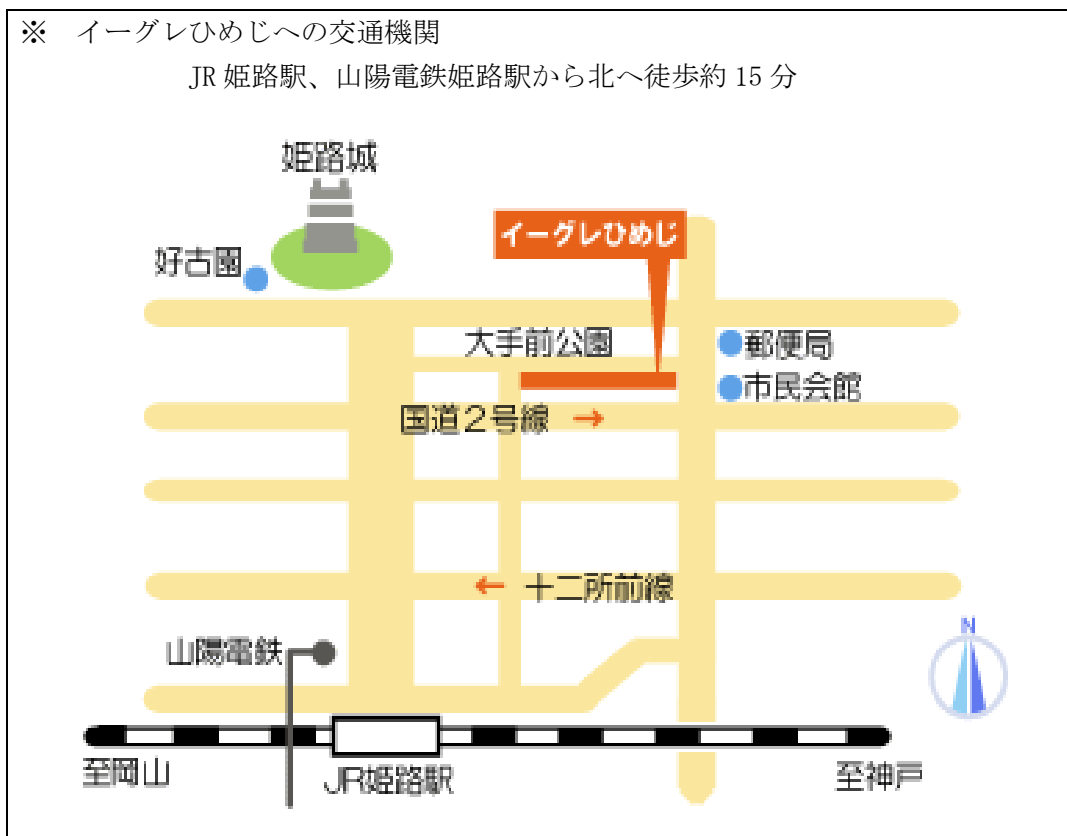 ※　イーグレひめじへの交通機関
JR 姫路駅、山陽電鉄姫路駅から北へ徒歩約 15 分
姫路城
イーグレひめじ
好古園
大手前公園
郵便局
市民会館
国道２号線 →
← 十二所前線
山陽電鉄
N
至岡山
JR姫路駅
至神戸